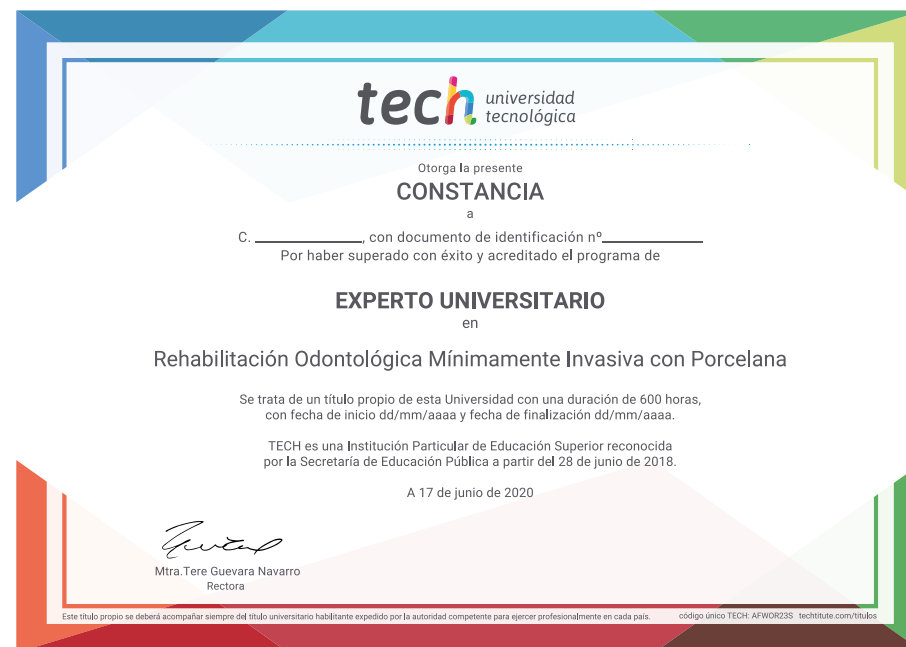 tech universidad
tecnológica
Otorga la presente
CONSTANCIA
a
C. ______________, con documento de identificación nº______________
Por haber superado con éxito y acreditado el programa de
EXPERTO UNIVERSITARIO
en
Rehabilitación Odontológica Mínimamente Invasiva con Porcelana
Se trata de un título propio de esta Universidad con una duración de 600 horas,
con fecha de inicio dd/mm/aaaa y fecha de finalización dd/mm/aaaa.
TECH es una Institución Particular de Educación Superior reconocida
por la Secretaría de Educación Pública a partir del 28 de junio de 2018.
A 17 de junio de 2020
Mtra.Tere Guevara Navarro
Rectora
Este título propio se deberá acompañar siempre del título universitario habilitante expedido por la autoridad competente para ejercer profesionalmente en cada país. código único TECH: AFWOR23S techtitute.com/titulos